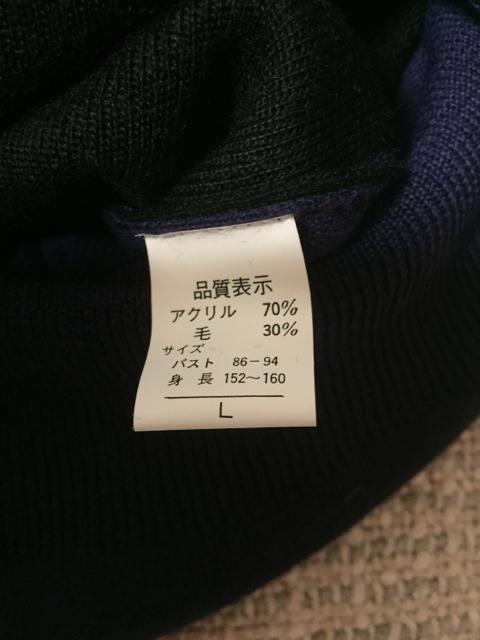 品質表示
アクリル 70%
毛 30%
サイズ
バスト 86-94
身長 152〜160
L